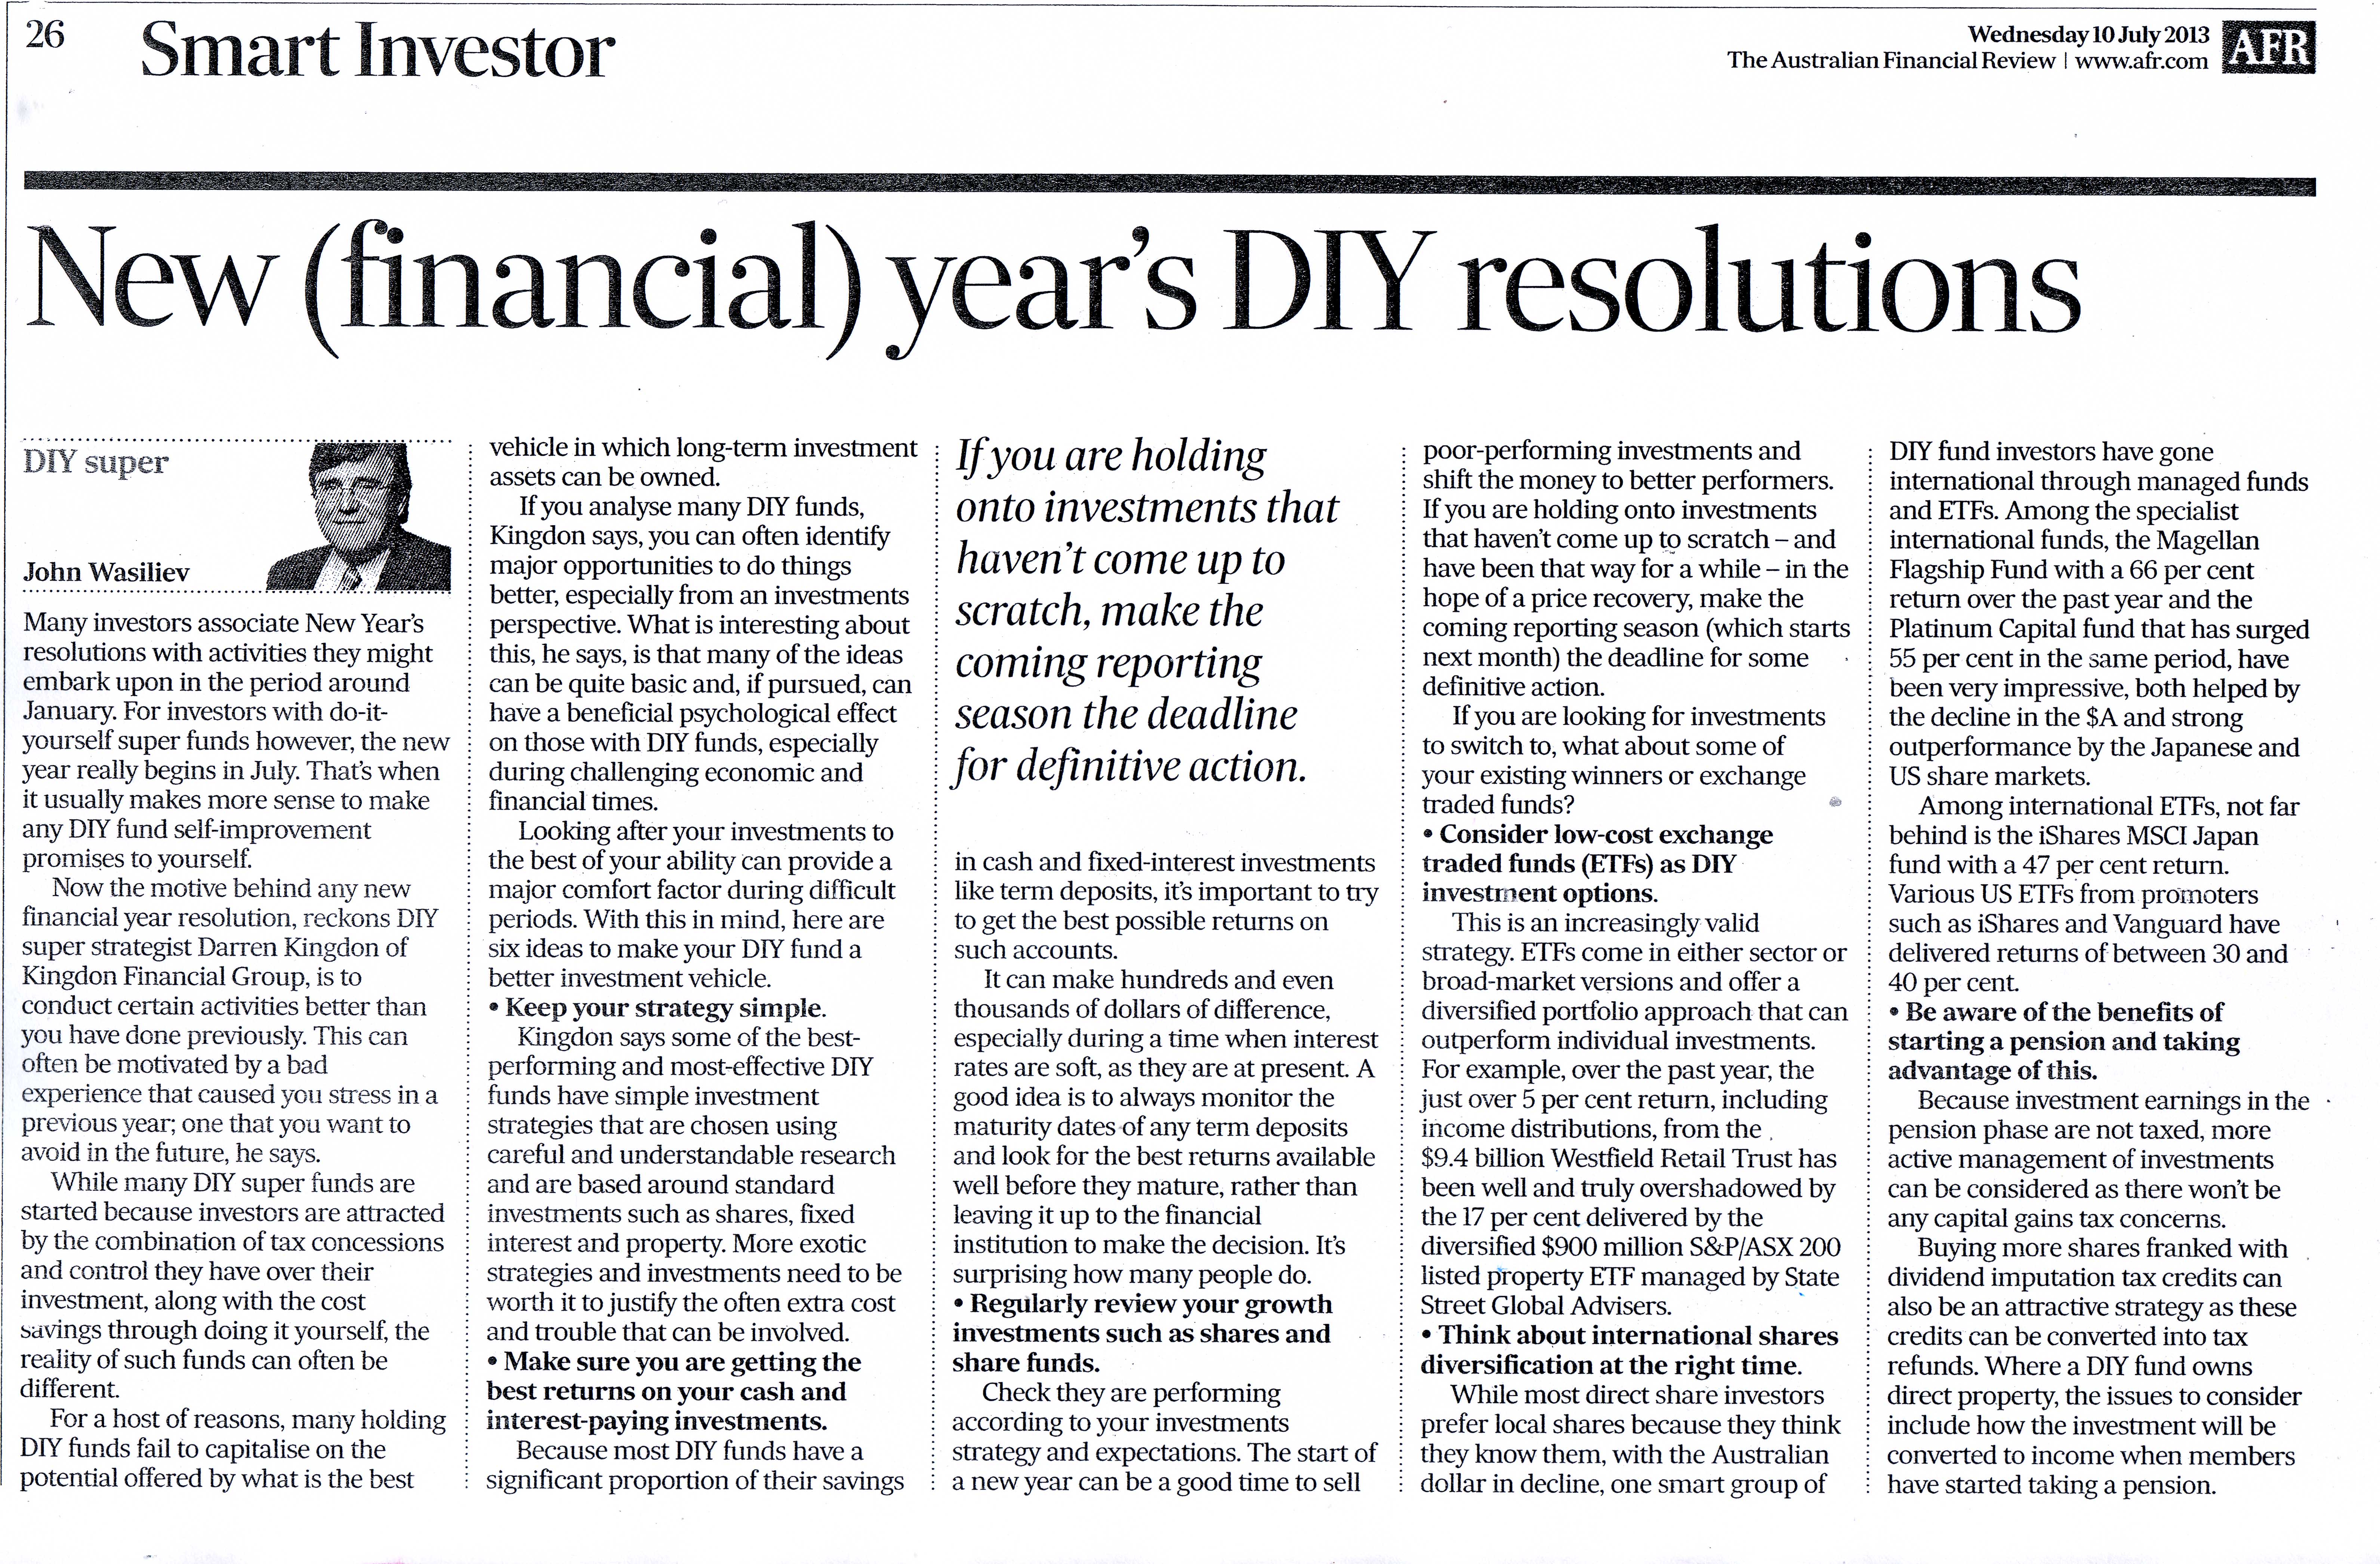 26
Smart Investor
Wednesday 10 July 2013
The Australian Financial Review | www.afr.com
AFR
New (financial) year's DIY resolutions
DIY super
John Wasiliev
Many investors associate New Year's
resolutions with activities they might
embark upon in the period around
January. For investors with do-it-
yourself super funds however, the new
year really begins in July. That's when
it usually makes more sense to make
any DIY fund self-improvement
promises to yourself.
Now the motive behind any new
financial year resolution, reckons DIY
super strategist Darren Kingdon of
Kingdon Financial Group, is to
conduct certain activities better than
you have done previously. This can
often be motivated by a bad
experience that caused you stress in a
previous year; one that you want to
avoid in the future, he says.
While many DIY super funds are
started because investors are attracted
by the combination of tax concessions
and control they have over their
investment, along with the cost
savings through doing it yourself, the
reality of such funds can often be
different.
For a host of reasons, many holding
DIY funds fail to capitalise on the
potential offered by what is the best
vehicle in which long-term investment
assets can be owned.
If you analyse many DIY funds,
Kingdon says, you can often identify
major opportunities to do things
better, especially from an investments
perspective. What is interesting about
this, he says, is that many of the ideas
can be quite basic and, if pursued, can
have a beneficial psychological effect
on those with DIY funds, especially
during challenging economic and
financial times.
Looking after your investments to
the best of your ability can provide a
major comfort factor during difficult
periods. With this in mind, here are
six ideas to make your DIY fund a
better investment vehicle.
• Keep your strategy simple.
Kingdon says some of the best-
performing and most-effective DIY
funds have simple investment
strategies that are chosen using
careful and understandable research
and are based around standard
investments such as shares, fixed
interest and property. More exotic
strategies and investments need to be
worth it to justify the often extra cost
and trouble that can be involved.
• Make sure you are getting the
best returns on your cash and
interest-paying investments.
Because most DIY funds have a
significant proportion of their savings
If you are holding
onto investments that
haven't come up to
scratch, make the
coming reporting
season the deadline
for definitive action.
in cash and fixed-interest investments
like term deposits, it's important to try
to get the best possible returns on
such accounts.
It can make hundreds and even
thousands of dollars of difference,
especially during a time when interest
rates are soft, as they are at present. A
good idea is to always monitor the
maturity dates of any term deposits
and look for the best returns available
well before they mature, rather than
leaving it up to the financial
institution to make the decision. It's
surprising how many people do.
• Regularly review your growth
investments such as shares and
share funds.
Check they are performing
according to your investments
strategy and expectations. The start of
a new year can be a good time to sell
poor-performing investments and
shift the money to better performers.
If you are holding onto investments
that haven't come up to scratch – and
have been that way for a while – in the
hope of a price recovery, make the
coming reporting season (which starts
next month) the deadline for some
definitive action.
If you are looking for investments
to switch to, what about some of
your existing winners or exchange
traded funds?
• Consider low-cost exchange
traded funds (ETFs) as DIY
investment options.
This is an increasingly valid
strategy. ETFs come in either sector or
broad-market versions and offer a
diversified portfolio approach that can
outperform individual investments.
For example, over the past year, the
just over 5 per cent return, including
income distributions, from the
$9.4 billion Westfield Retail Trust has
been well and truly overshadowed by
the 17 per cent delivered by the
diversified $900 million S&P/ASX 200
listed property ETF managed by State
Street Global Advisers.
• Think about international shares
diversification at the right time.
While most direct share investors
prefer local shares because they think
they know them, with the Australian
dollar in decline, one smart group of
DIY fund investors have gone
international through managed funds
and ETFs. Among the specialist
international funds, the Magellan
Flagship Fund with a 66 per cent
return over the past year and the
Platinum Capital fund that has surged
55 per cent in the same period, have
been very impressive, both helped by
the decline in the $A and strong
outperformance by the Japanese and
US share markets.
Among international ETFs, not far
behind is the iShares MSCI Japan
fund with a 47 per cent return.
Various US ETFs from promoters
such as iShares and Vanguard have
delivered returns of between 30 and
40 per cent.
• Be aware of the benefits of
starting a pension and taking
advantage of this.
Because investment earnings in the
pension phase are not taxed, more
active management of investments
can be considered as there won't be
any capital gains tax concerns.
Buying more shares franked with
dividend imputation tax credits can
also be an attractive strategy as these
credits can be converted into tax
refunds. Where a DIY fund owns
direct property, the issues to consider
include how the investment will be
converted to income when members
have started taking a pension.